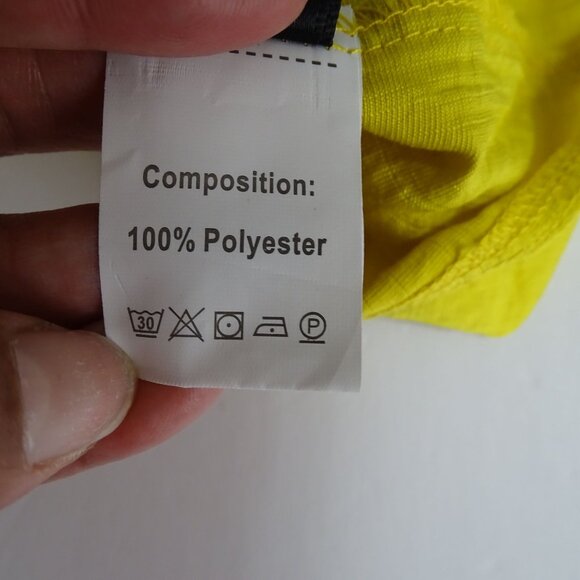 Composition:
100% Polyester
30
P